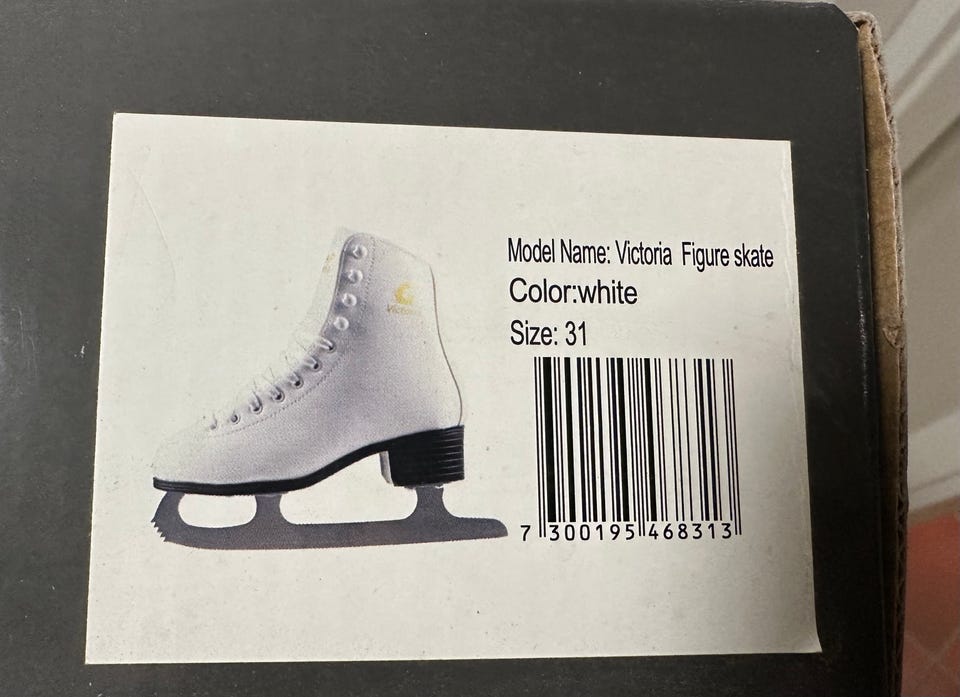 Model Name: Victoria Figure skate
Color:white
Size: 31
7 300195 468313